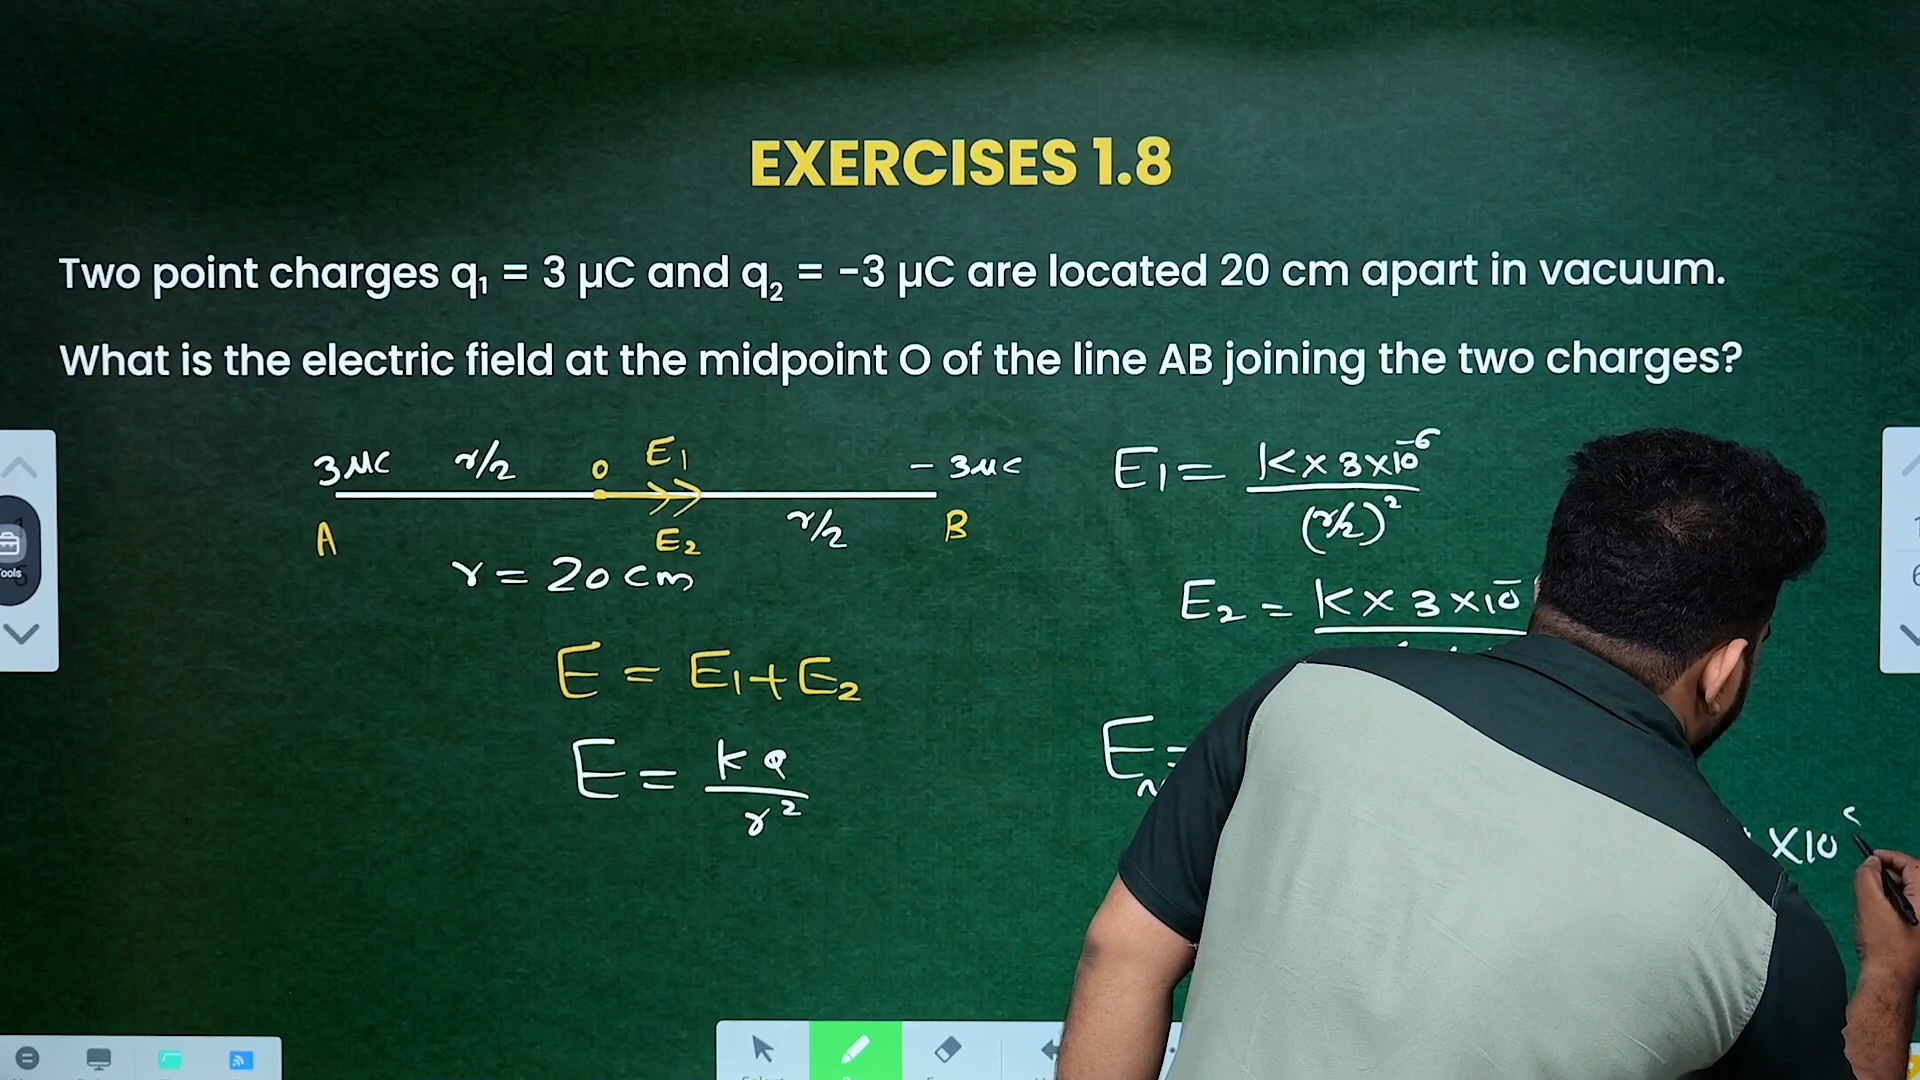 EXERCISES 1.8
Two point charges q₁ = 3 μC and q₂ = −3 μC are located 20 cm apart in vacuum.
What is the electric field at the midpoint O of the line AB joining the two charges?
3μC r/2 O E₁ − 3μC
A E₂ r/2 B
r = 20 cm
E = E₁+E₂
E = kQ/r²
E₁ = K×3×10⁻⁶/(r/2)²
E₂ = K×3×10⁻
E =
×10
Tools